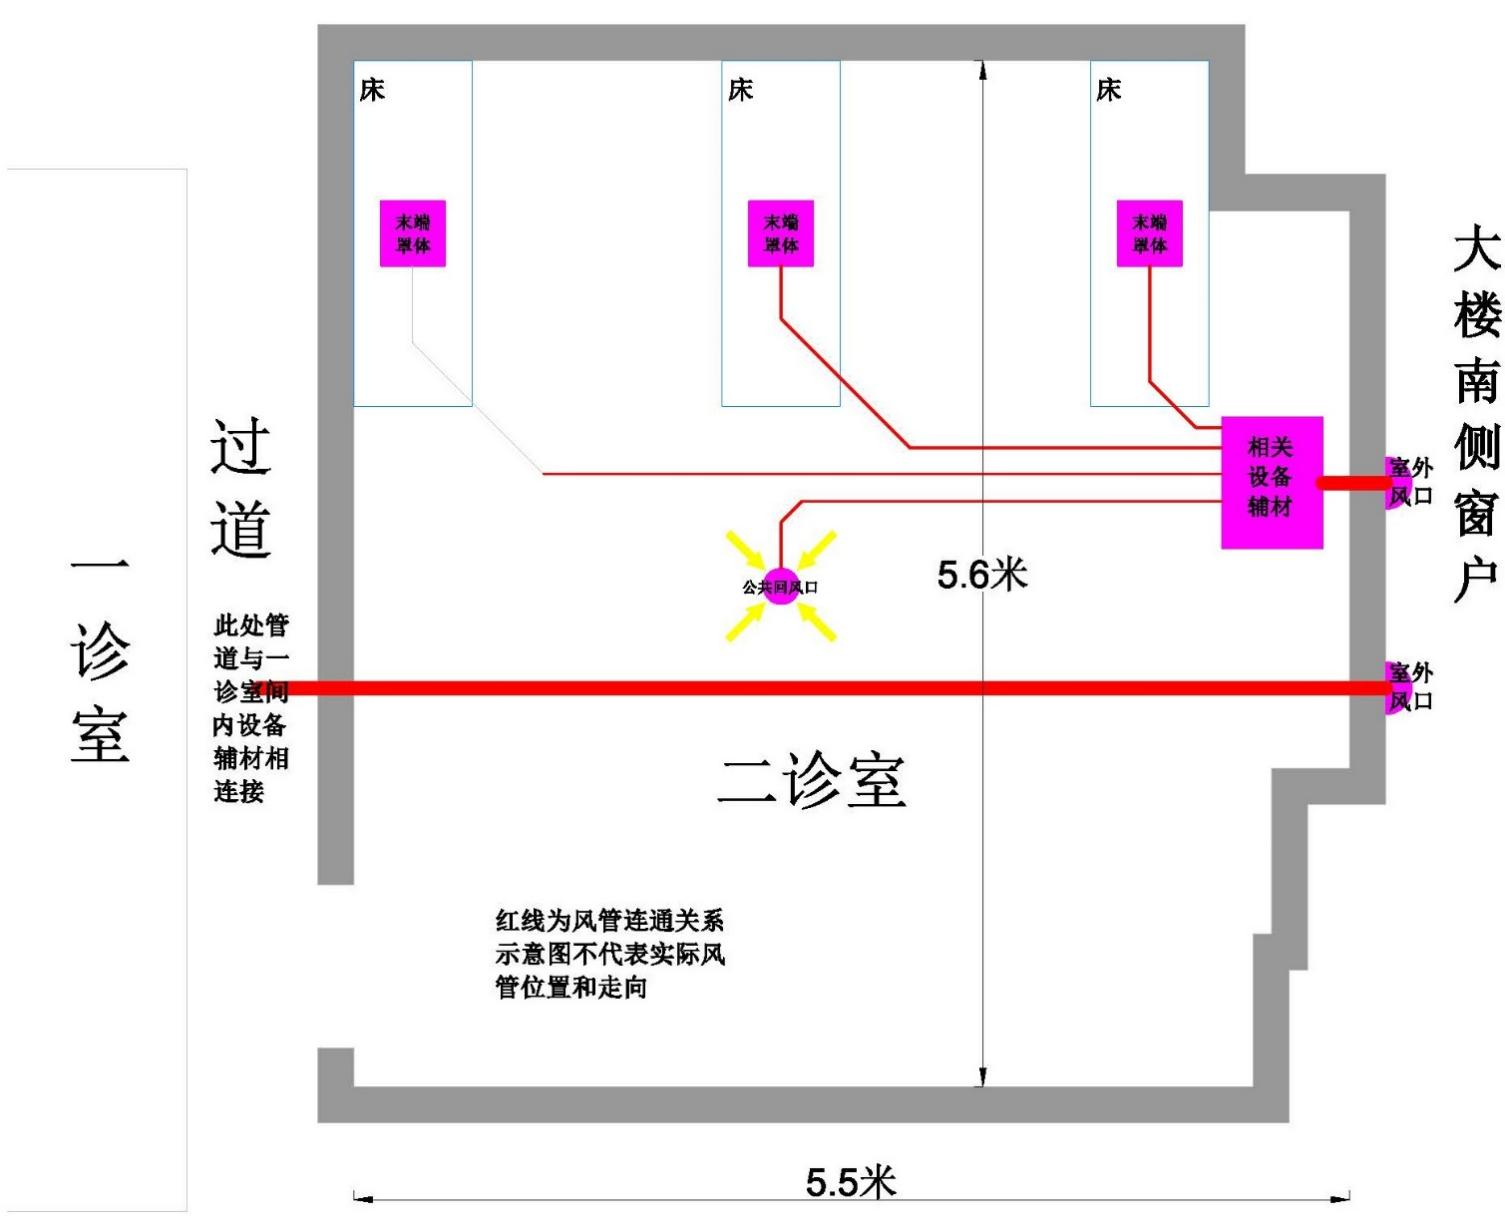 床
床
床
末端
罩体
末端
罩体
末端
罩体
大楼南侧窗户
过道
相关
设备
辅材
室外
风口
一诊室
5.6米
公共回风口
此处管
道与一
诊室间
内设备
辅材相
连接
室外
风口
二诊室
红线为风管连通关系
示意图不代表实际风
管位置和走向
5.5米